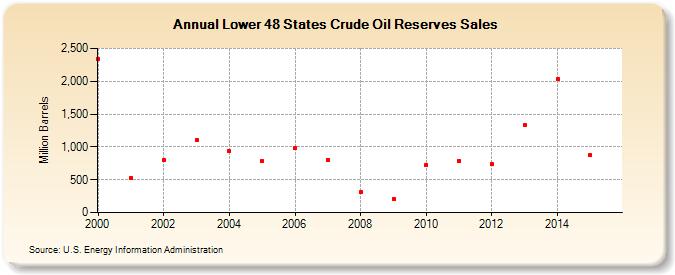 Annual Lower 48 States Crude Oil Reserves Sales
Million Barrels
2,500
2,000
1,500
1,000
500
0
2000 2002 2004 2006 2008 2010 2012 2014
Source: U.S. Energy Information Administration